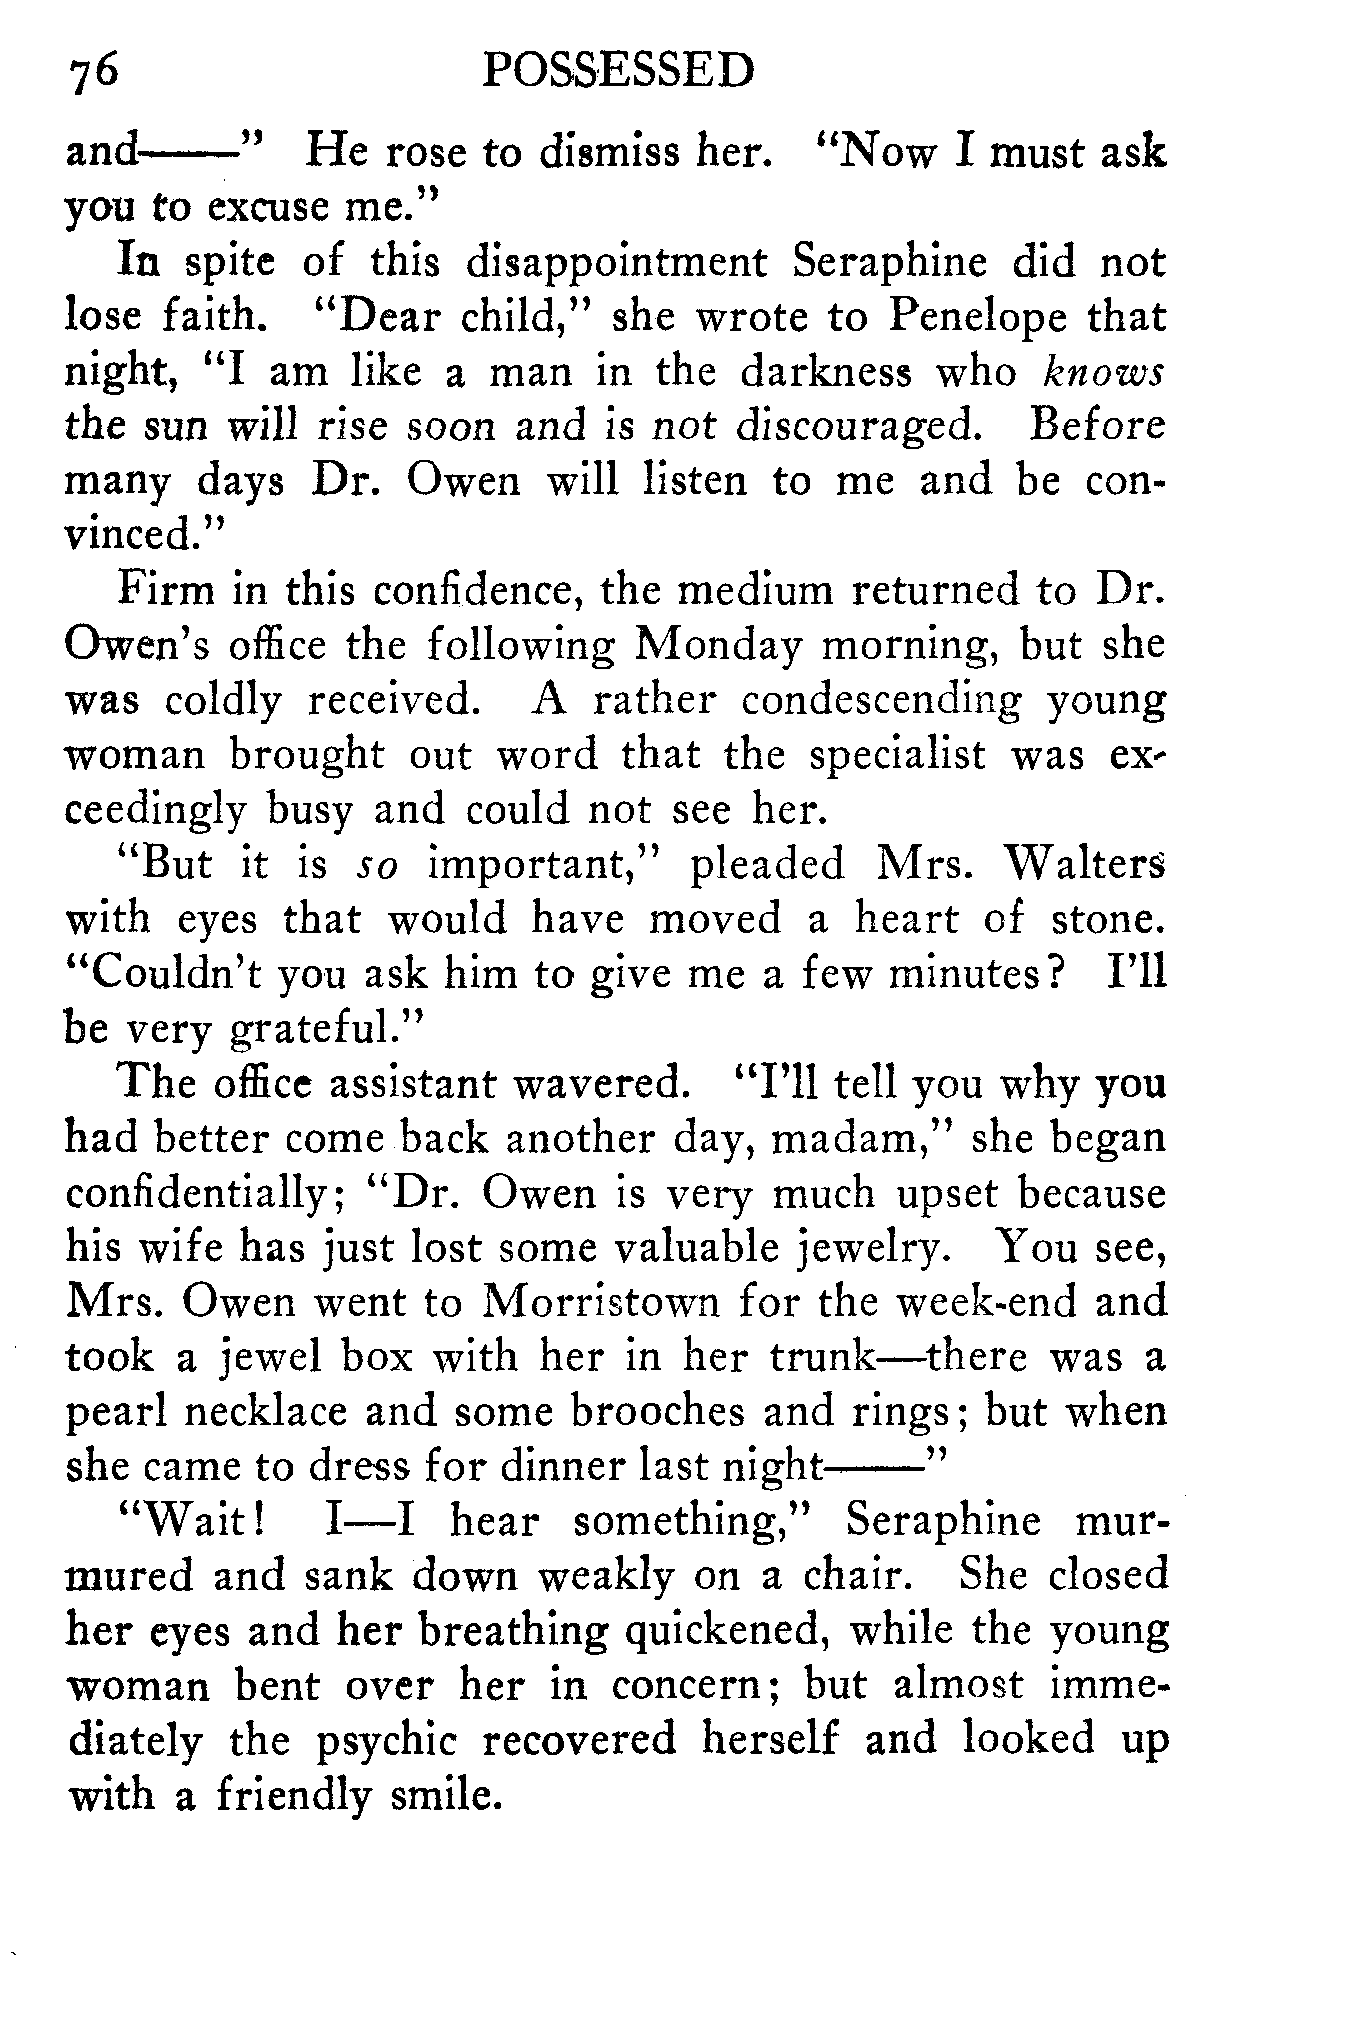 76 POSSESSED
and——" He rose to dismiss her. "Now I must ask
you to excuse me."
In spite of this disappointment Seraphine did not
lose faith. "Dear child," she wrote to Penelope that
night, "I am like a man in the darkness who knows
the sun will rise soon and is not discouraged. Before
many days Dr. Owen will listen to me and be con-
vinced."
Firm in this confidence, the medium returned to Dr.
Owen's office the following Monday morning, but she
was coldly received. A rather condescending young
woman brought out word that the specialist was ex-
ceedingly busy and could not see her.
"But it is so important," pleaded Mrs. Walters
with eyes that would have moved a heart of stone.
"Couldn't you ask him to give me a few minutes? I'll
be very grateful."
The office assistant wavered. "I'll tell you why you
had better come back another day, madam," she began
confidentially; "Dr. Owen is very much upset because
his wife has just lost some valuable jewelry. You see,
Mrs. Owen went to Morristown for the week-end and
took a jewel box with her in her trunk—there was a
pearl necklace and some brooches and rings; but when
she came to dress for dinner last night——"
"Wait! I—I hear something," Seraphine mur-
mured and sank down weakly on a chair. She closed
her eyes and her breathing quickened, while the young
woman bent over her in concern; but almost imme-
diately the psychic recovered herself and looked up
with a friendly smile.